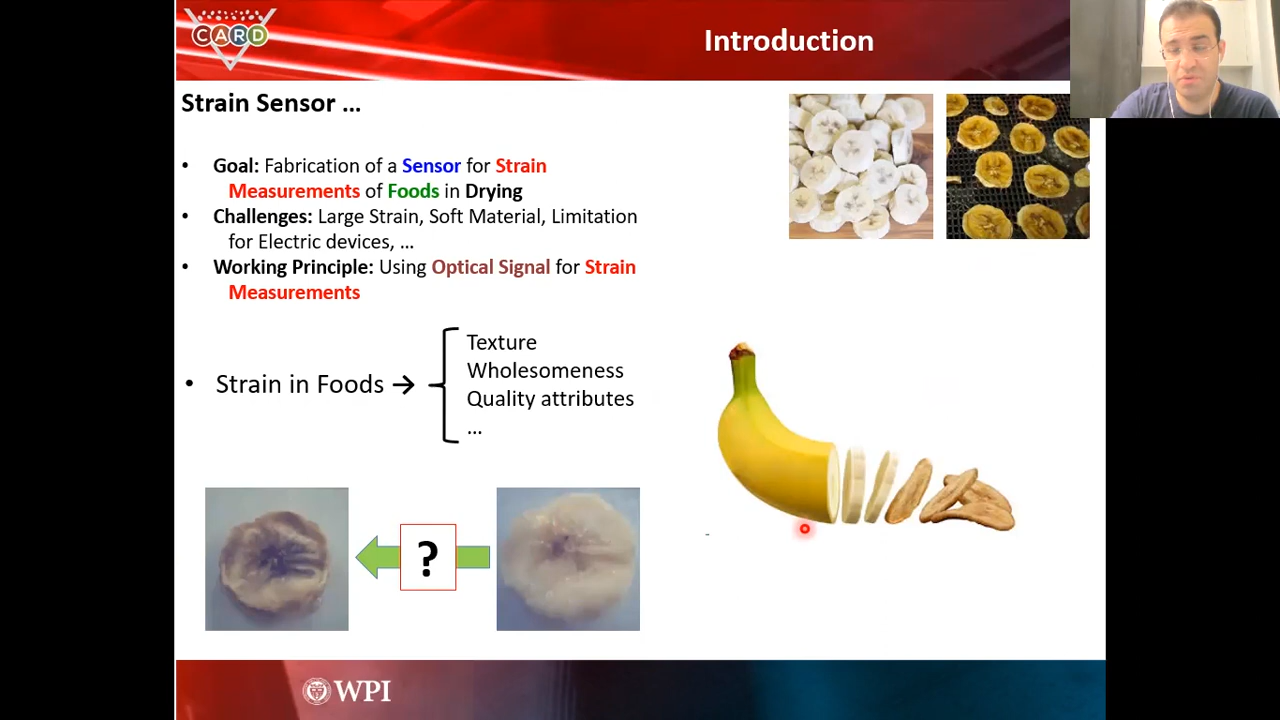 CARD
Introduction
Strain Sensor ...
• Goal: Fabrication of a Sensor for Strain
Measurements of Foods in Drying
• Challenges: Large Strain, Soft Material, Limitation
for Electric devices, ...
• Working Principle: Using Optical Signal for Strain
Measurements
• Strain in Foods →
Texture
Wholesomeness
Quality attributes
...
?
WPI